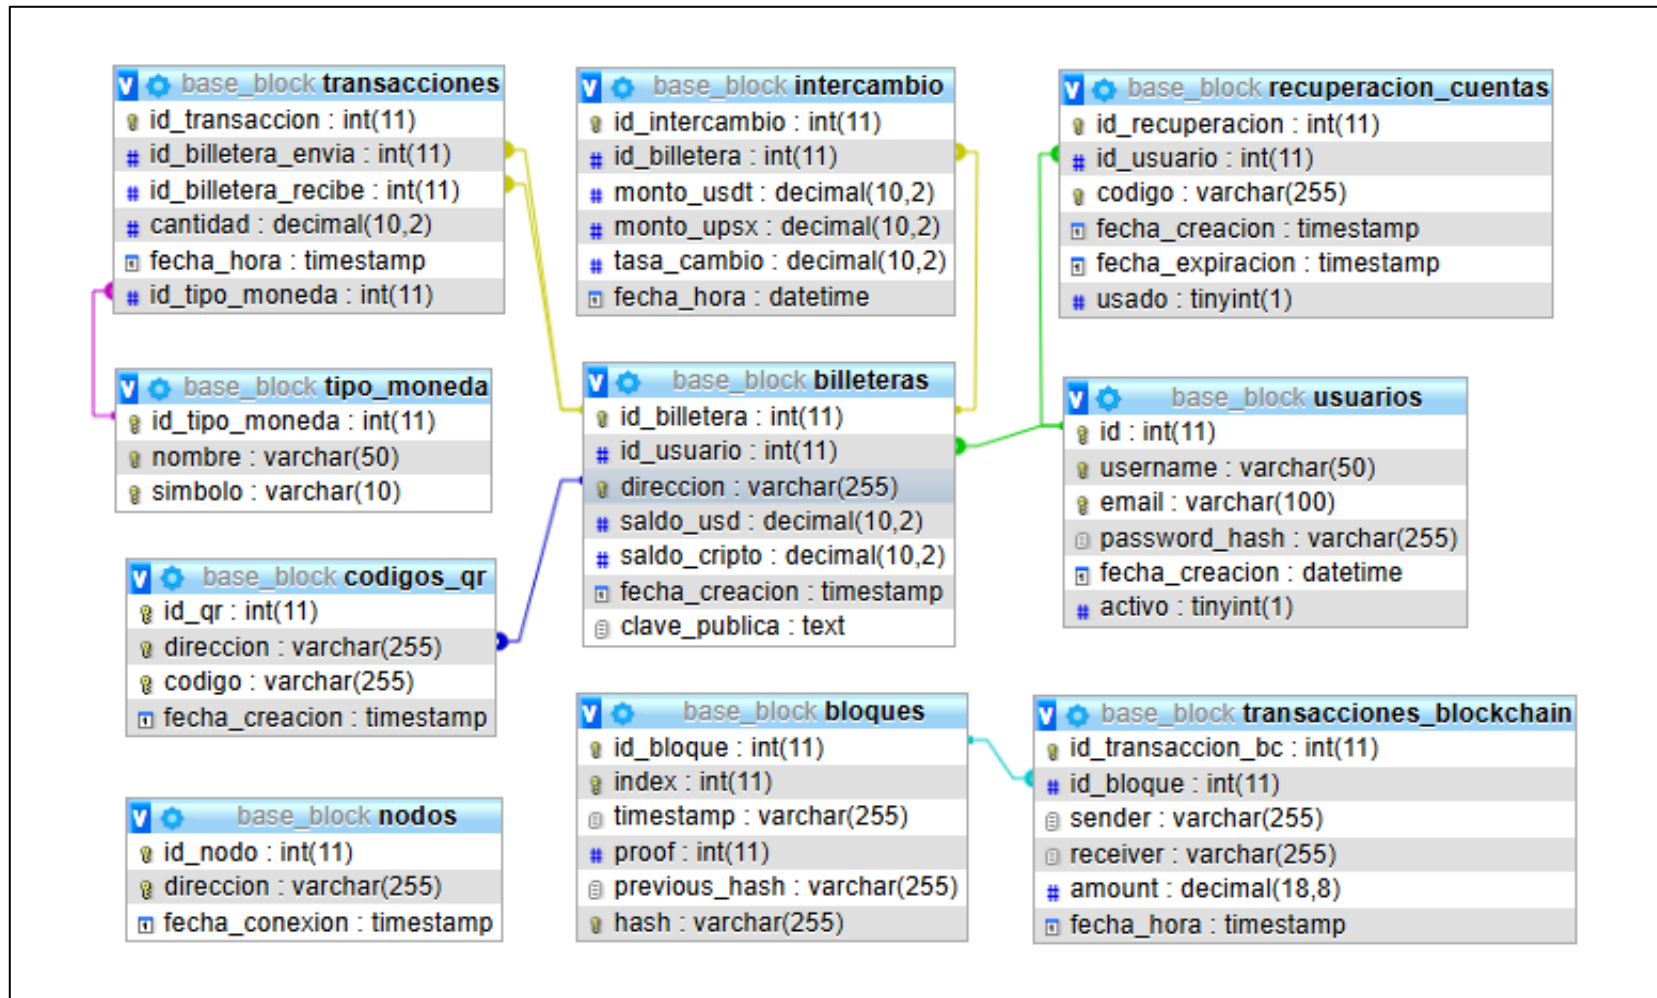 base_block transacciones
id_transaccion : int(11)
id_billetera_envia : int(11)
id_billetera_recibe : int(11)
cantidad : decimal(10,2)
fecha_hora : timestamp
id_tipo_moneda : int(11)
base_block intercambio
id_intercambio : int(11)
id_billetera : int(11)
monto_usdt : decimal(10,2)
monto_upsx : decimal(10,2)
tasa_cambio : decimal(10,2)
fecha_hora : datetime
base_block recuperacion_cuentas
id_recuperacion : int(11)
id_usuario : int(11)
codigo : varchar(255)
fecha_creacion : timestamp
fecha_expiracion : timestamp
usado : tinyint(1)
base_block tipo_moneda
id_tipo_moneda : int(11)
nombre : varchar(50)
simbolo : varchar(10)
base_block billeteras
id_billetera : int(11)
id_usuario : int(11)
direccion : varchar(255)
saldo_usd : decimal(10,2)
saldo_cripto : decimal(10,2)
fecha_creacion : timestamp
clave_publica : text
base_block usuarios
id : int(11)
username : varchar(50)
email : varchar(100)
password_hash : varchar(255)
fecha_creacion : datetime
activo : tinyint(1)
base_block codigos_qr
id_qr : int(11)
direccion : varchar(255)
codigo : varchar(255)
fecha_creacion : timestamp
base_block bloques
id_bloque : int(11)
index : int(11)
timestamp : varchar(255)
proof : int(11)
previous_hash : varchar(255)
hash : varchar(255)
base_block transacciones_blockchain
id_transaccion_bc : int(11)
id_bloque : int(11)
sender : varchar(255)
receiver : varchar(255)
amount : decimal(18,8)
fecha_hora : timestamp
base_block nodos
id_nodo : int(11)
direccion : varchar(255)
fecha_conexion : timestamp